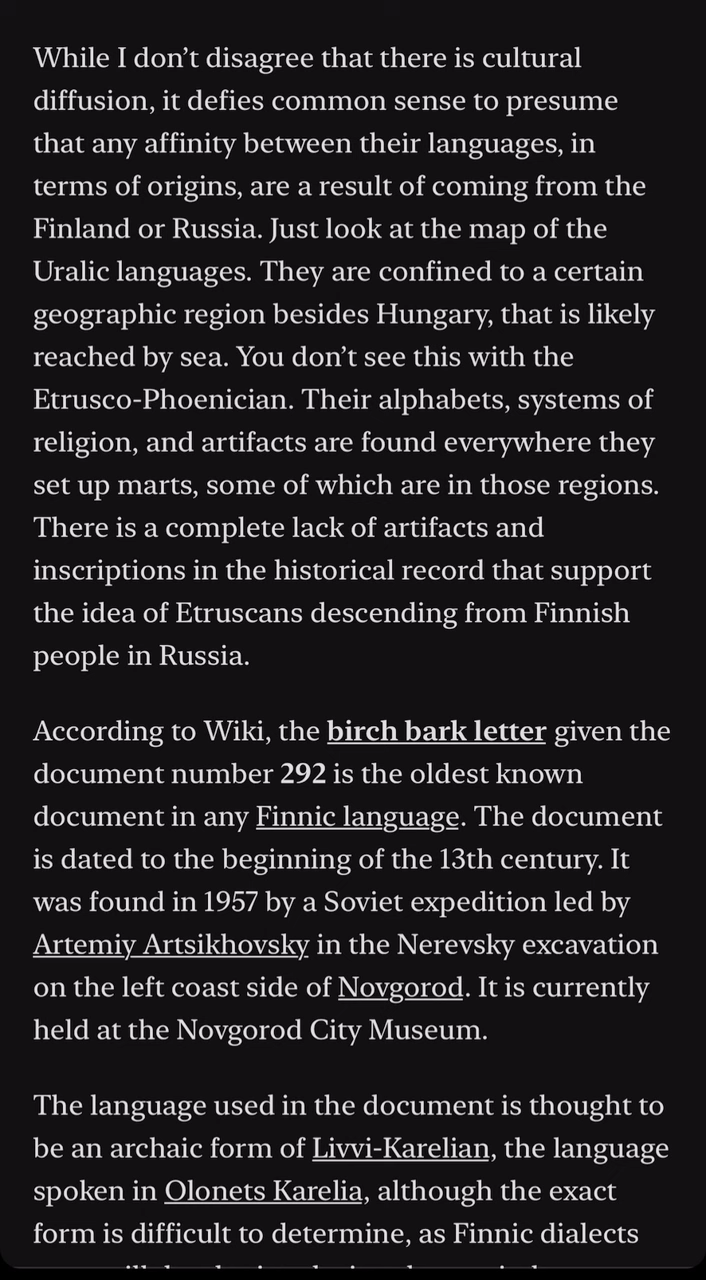 While I don’t disagree that there is cultural
diffusion, it defies common sense to presume
that any affinity between their languages, in
terms of origins, are a result of coming from the
Finland or Russia. Just look at the map of the
Uralic languages. They are confined to a certain
geographic region besides Hungary, that is likely
reached by sea. You don’t see this with the
Etrusco-Phoenician. Their alphabets, systems of
religion, and artifacts are found everywhere they
set up marts, some of which are in those regions.
There is a complete lack of artifacts and
inscriptions in the historical record that support
the idea of Etruscans descending from Finnish
people in Russia.
According to Wiki, the birch bark letter given the
document number 292 is the oldest known
document in any Finnic language. The document
is dated to the beginning of the 13th century. It
was found in 1957 by a Soviet expedition led by
Artemiy Artsikhovsky in the Nerevsky excavation
on the left coast side of Novgorod. It is currently
held at the Novgorod City Museum.
The language used in the document is thought to
be an archaic form of Livvi-Karelian, the language
spoken in Olonets Karelia, although the exact
form is difficult to determine, as Finnic dialects